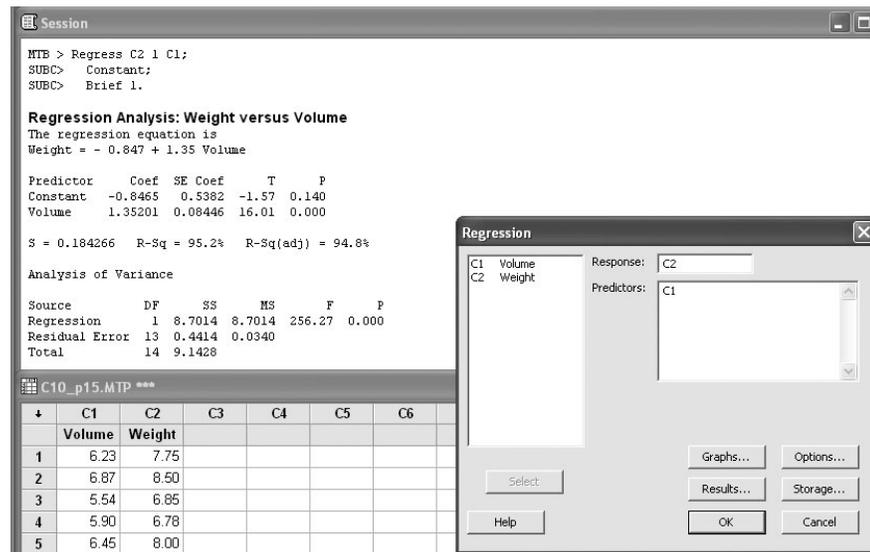 Session
MTB > Regress C2 1 C1;
SUBC>   Constant;
SUBC>   Brief 1.
Regression Analysis: Weight versus Volume
The regression equation is
Weight = - 0.847 + 1.35 Volume
Predictor      Coef  SE Coef      T      P
Constant    -0.8465   0.5382  -1.57  0.140
Volume      1.35201  0.08446  16.01  0.000
S = 0.184266   R-Sq = 95.2%   R-Sq(adj) = 94.8%
Analysis of Variance
Source          DF      SS      MS       F      P
Regression       1  8.7014  8.7014  256.27  0.000
Residual Error  13  0.4414  0.0340
Total           14  9.1428
C10_p15.MTP ***
C1 C2 C3 C4 C5 C6
Volume Weight
1 6.23 7.75
2 6.87 8.50
3 5.54 6.85
4 5.90 6.78
5 6.45 8.00
Regression
C1 Volume
C2 Weight
Response: C2
Predictors: C1
Select
Graphs... Options...
Results... Storage...
Help OK Cancel